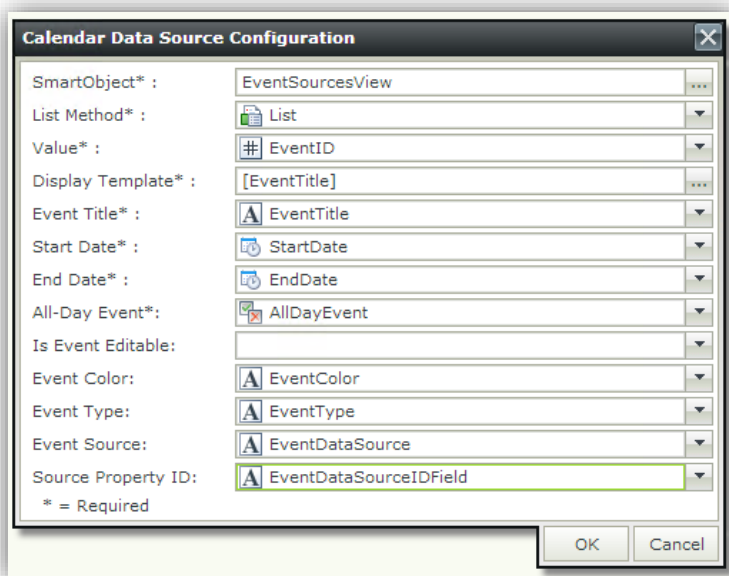 Calendar Data Source Configuration
SmartObject* : EventSourcesView ...
List Method* : List
Value* : # EventID
Display Template* : [EventTitle] ...
Event Title* : A EventTitle
Start Date* : StartDate
End Date* : EndDate
All-Day Event*: AllDayEvent
Is Event Editable:
Event Color: A EventColor
Event Type: A EventType
Event Source: A EventDataSource
Source Property ID: A EventDataSourceIDField
* = Required
OK Cancel